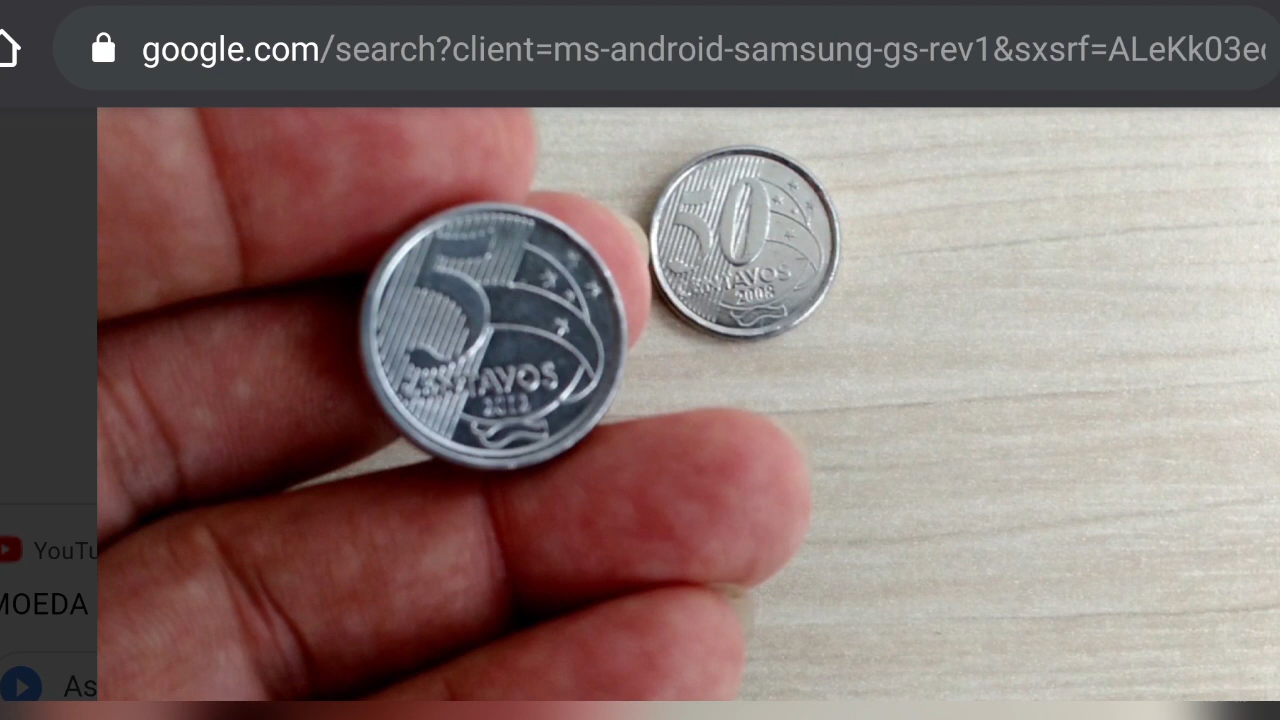 google.com/search?client=ms-android-samsung-gs-rev1&sxsrf=ALeKk03e
50
CENTAVOS
2008
5
CENTAVOS
2012
YouTu
MOEDA
As